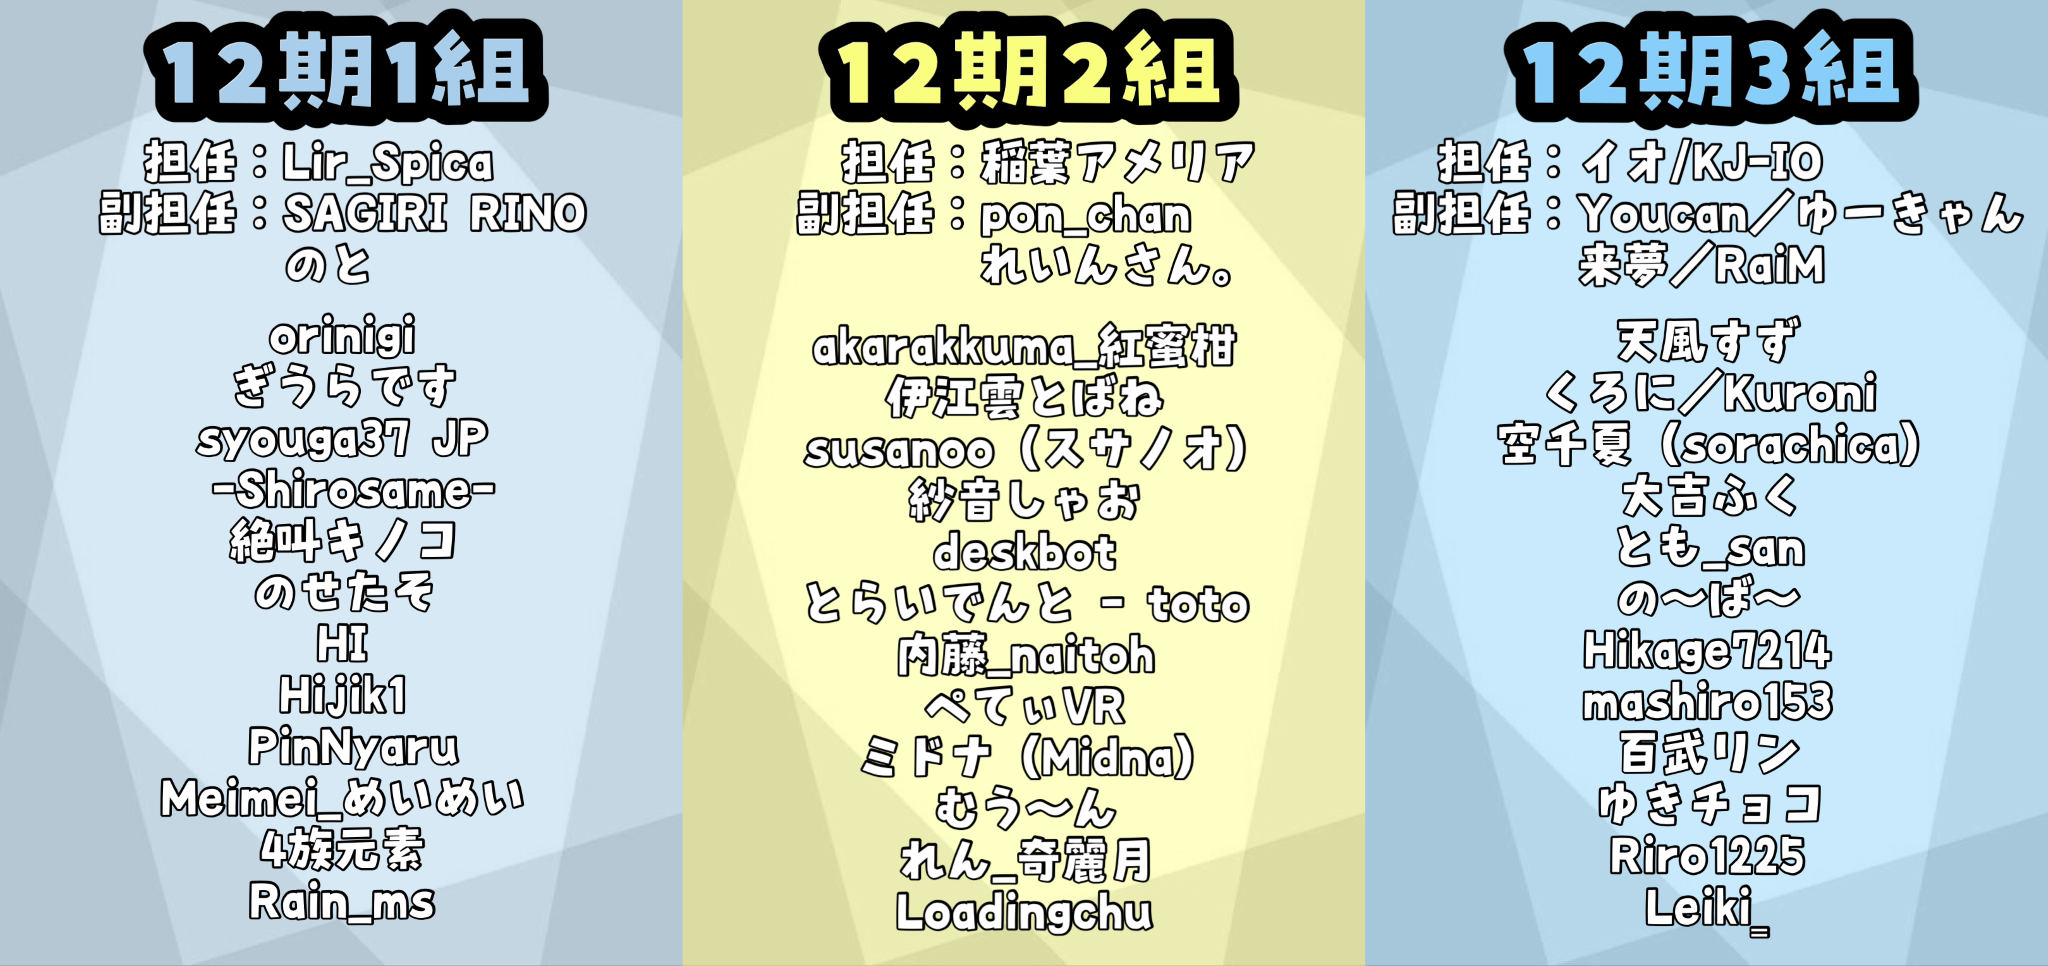 12期1組
担任：Lir_Spica
副担任：SAGIRI RINO
のと
orinigi
ぎうらです
syouga37 JP
-Shirosame-
絶叫キノコ
のせたそ
HI
Hijik1
PinNyaru
Meimei_めいめい
4族元素
Rain_ms
12期2組
担任：稲葉アメリア
副担任：pon_chan
れいんさん。
akarakkuma_紅蜜柑
伊江雲とばね
susanoo（スサノオ）
紗音しゃお
deskbot
とらいでんと - toto
内藤_naitoh
ぺてぃVR
ミドナ（Midna）
むう〜ん
れん_奇麗月
Loadingchu
12期3組
担任：イオ/KJ-IO
副担任：Youcan／ゆーきゃん
来夢／RaiM
天風すず
くろに／Kuroni
空千夏（sorachica）
大吉ふく
とも_san
の〜ば〜
Hikage7214
mashiro153
百武リン
ゆきチョコ
Riro1225
Leiki_